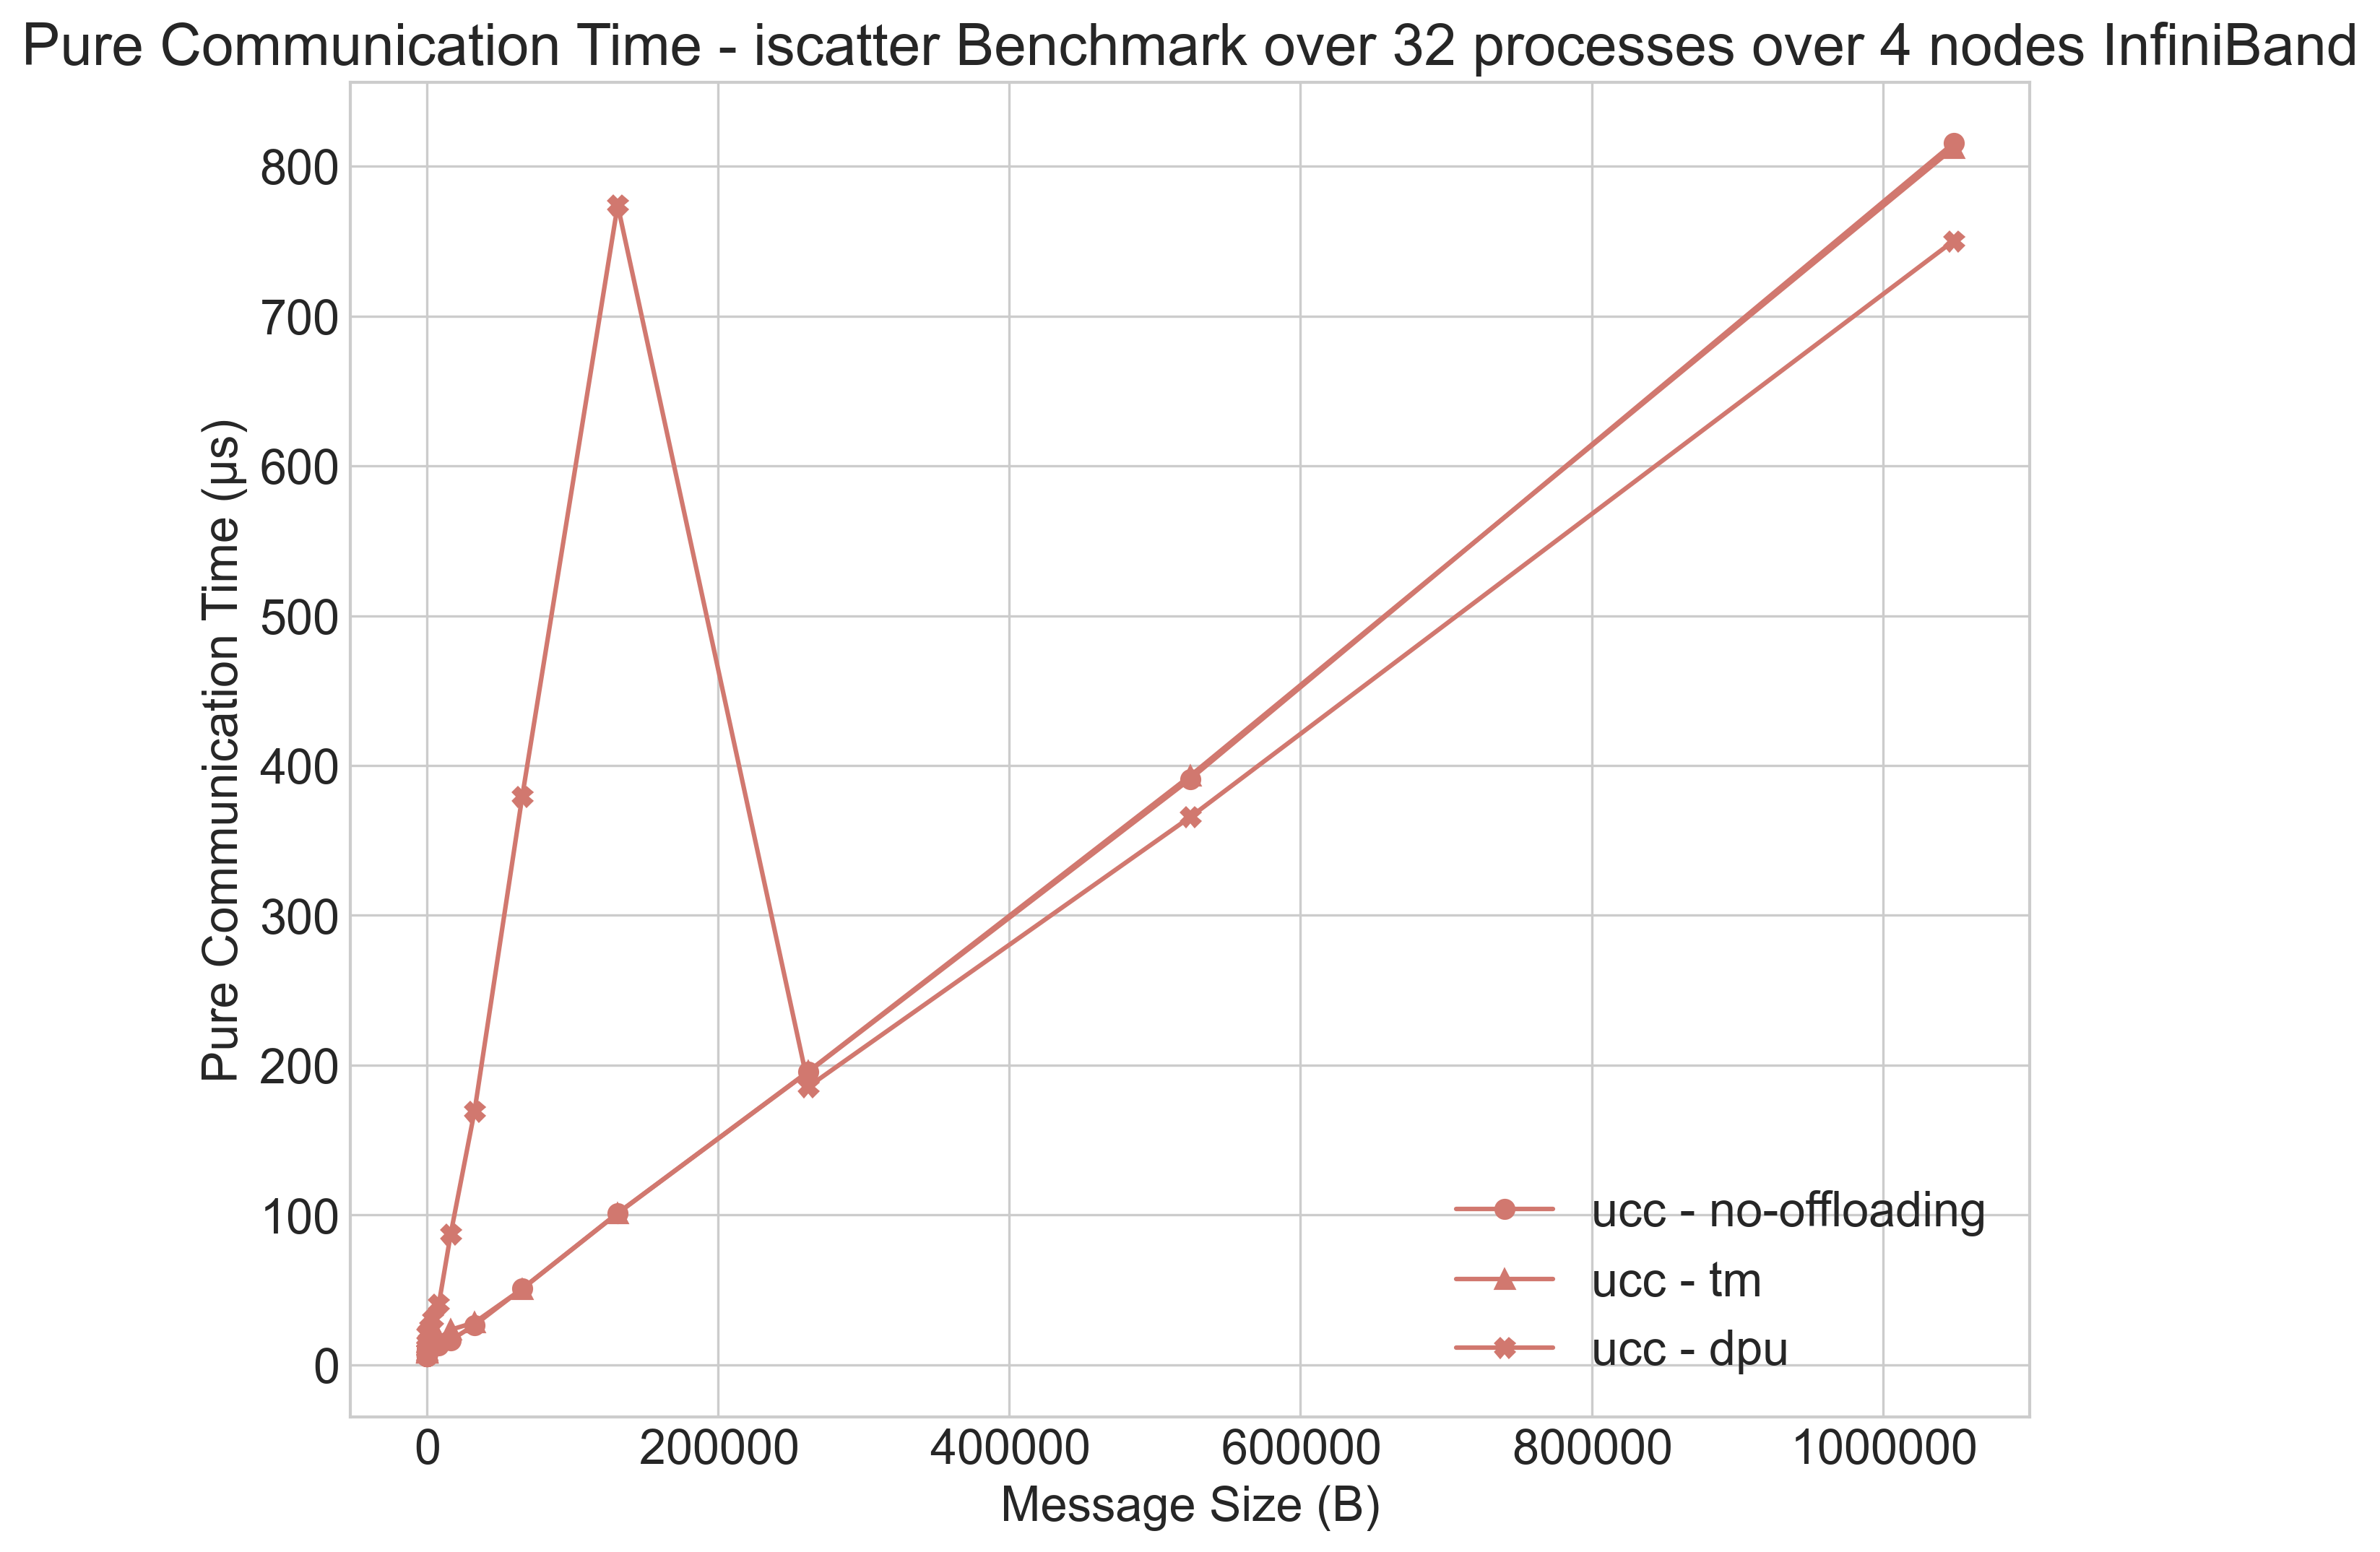 Pure Communication Time - iscatter Benchmark over 32 processes over 4 nodes InfiniBand
Pure Communication Time (µs)
800
700
600
500
400
300
200
100
0
0 200000 400000 600000 800000 1000000
Message Size (B)
ucc - no-offloading
ucc - tm
ucc - dpu